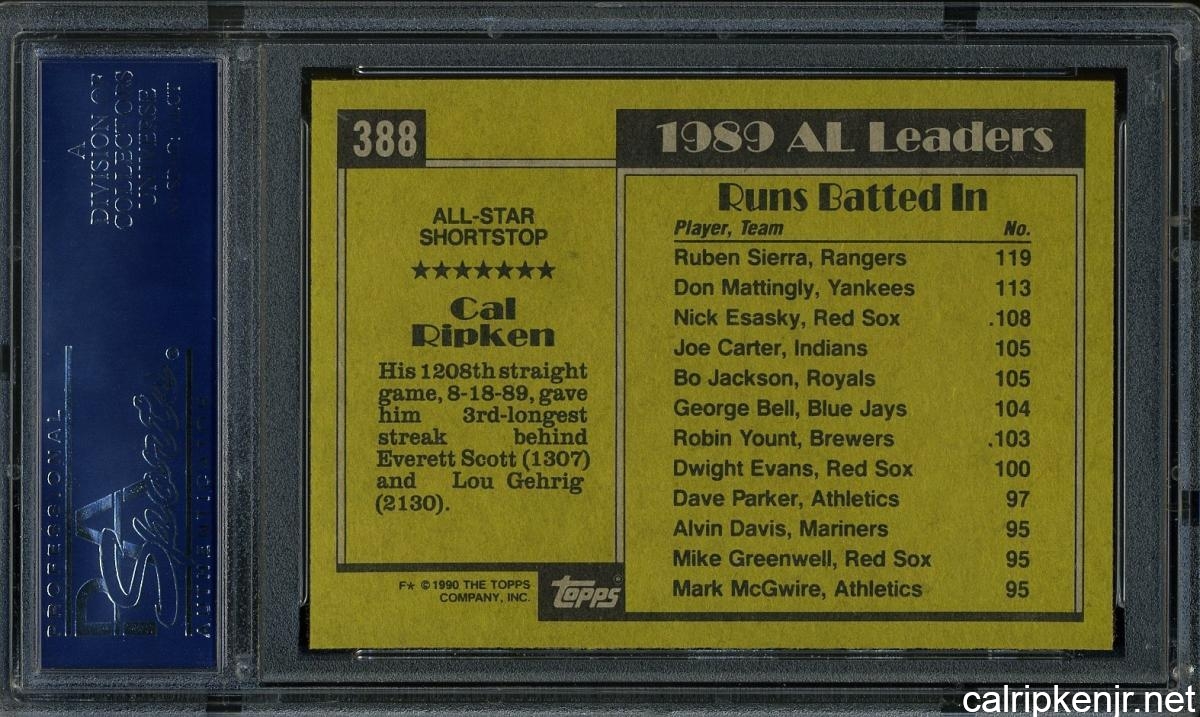 A
DIVISION OF
COLLECTORS
UNIVERSE
PROFESSIONAL
PSA
Sports
AUTHENTICATOR
388
ALL-STAR
SHORTSTOP
★★★★★★★
Cal
Ripken
His 1208th straight
game, 8-18-89, gave
him 3rd-longest
streak behind
Everett Scott (1307)
and Lou Gehrig
(2130).
F★ © 1990 THE TOPPS
COMPANY, INC.
topps
®
1989 AL Leaders
Runs Batted In
Player, Team No.
Ruben Sierra, Rangers 119
Don Mattingly, Yankees 113
Nick Esasky, Red Sox .108
Joe Carter, Indians 105
Bo Jackson, Royals 105
George Bell, Blue Jays 104
Robin Yount, Brewers .103
Dwight Evans, Red Sox 100
Dave Parker, Athletics 97
Alvin Davis, Mariners 95
Mike Greenwell, Red Sox 95
Mark McGwire, Athletics 95
calripkenjr.net